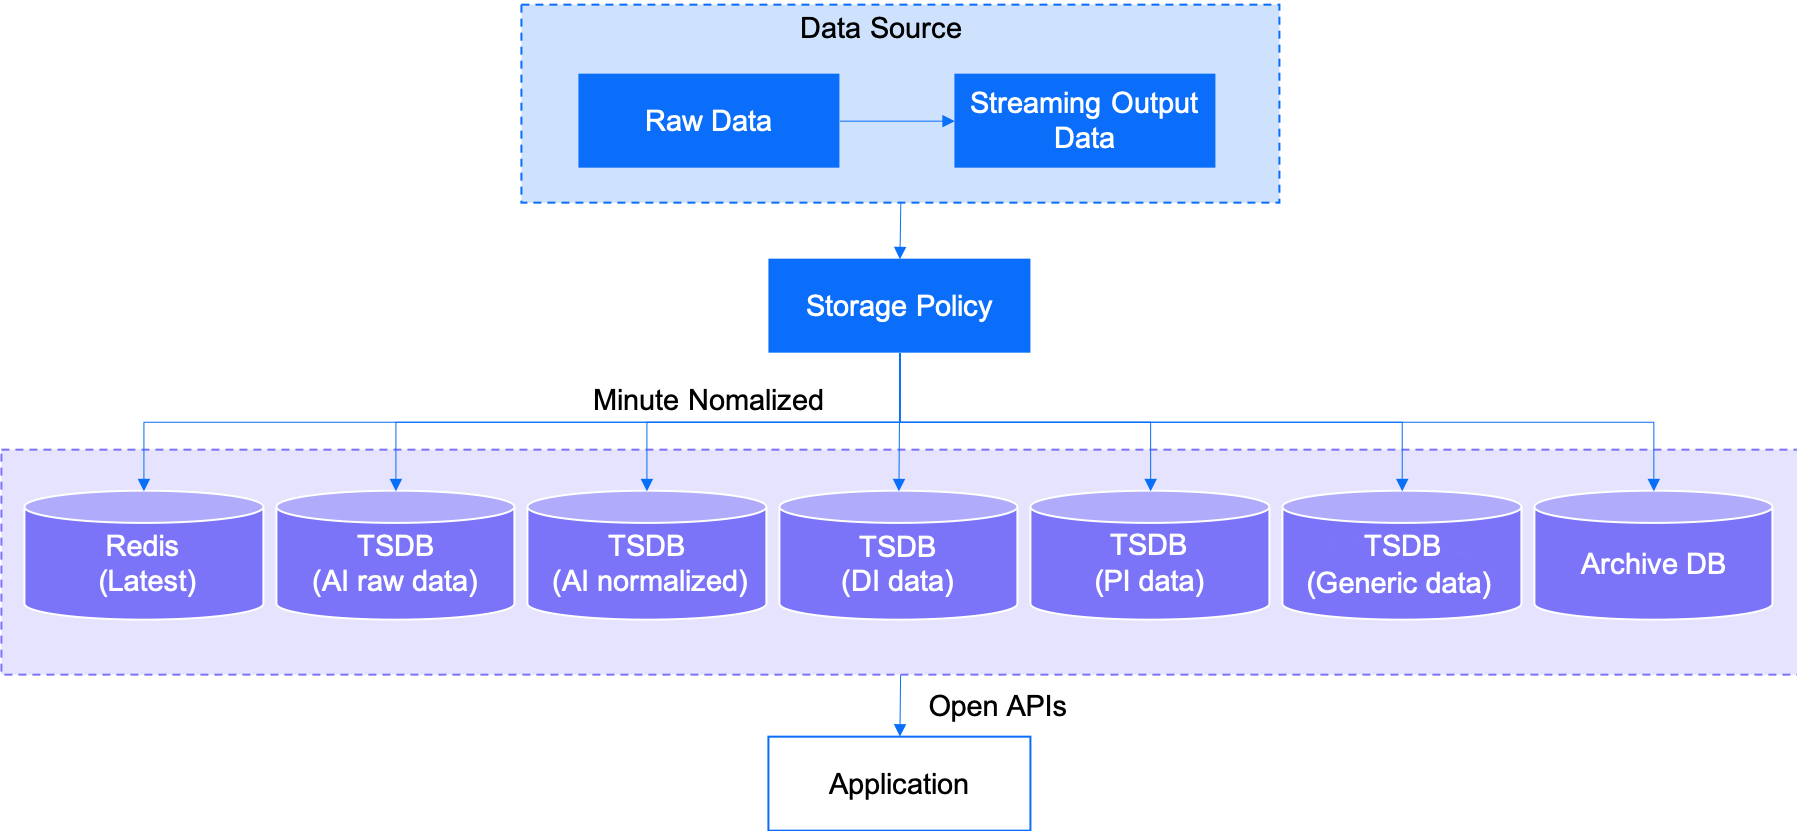 Data Source
Raw Data
Streaming Output
Data
Storage Policy
Minute Nomalized
Redis
(Latest)
TSDB
(AI raw data)
TSDB
(AI normalized)
TSDB
(DI data)
TSDB
(PI data)
TSDB
(Generic data)
Archive DB
Open APIs
Application